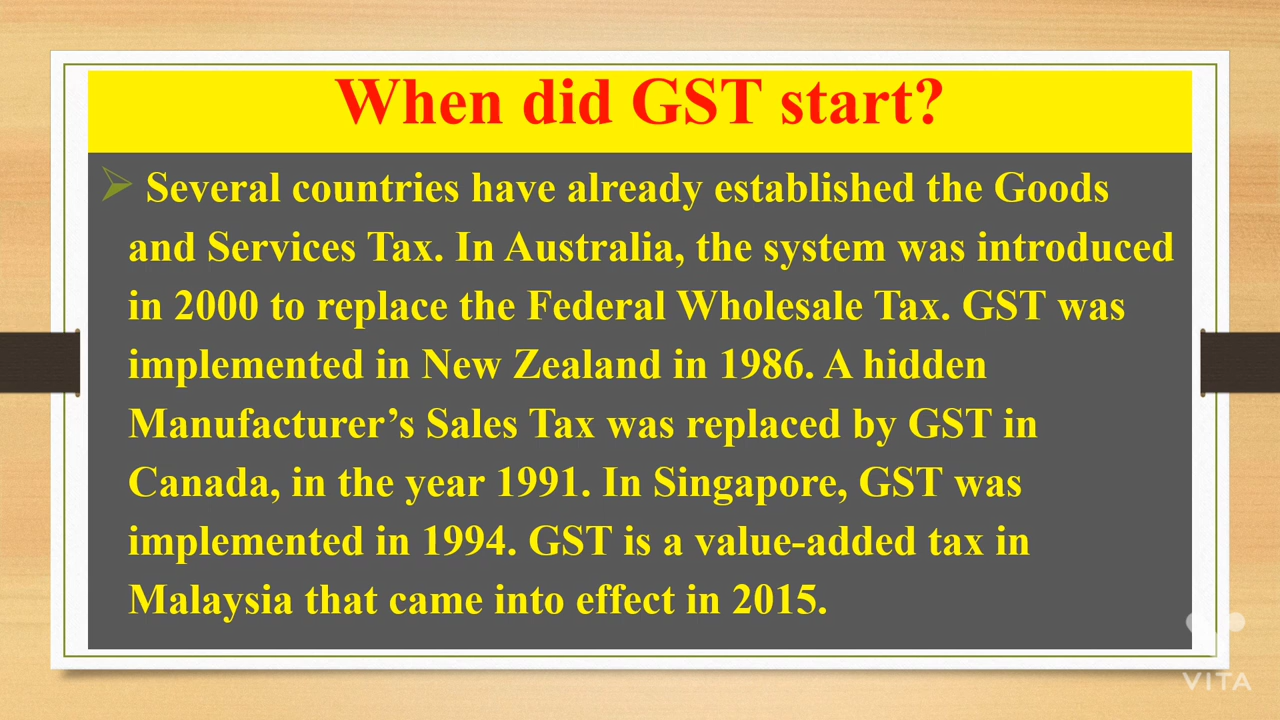 When did GST start?
Several countries have already established the Goods
and Services Tax. In Australia, the system was introduced
in 2000 to replace the Federal Wholesale Tax. GST was
implemented in New Zealand in 1986. A hidden
Manufacturer’s Sales Tax was replaced by GST in
Canada, in the year 1991. In Singapore, GST was
implemented in 1994. GST is a value-added tax in
Malaysia that came into effect in 2015.
VITA